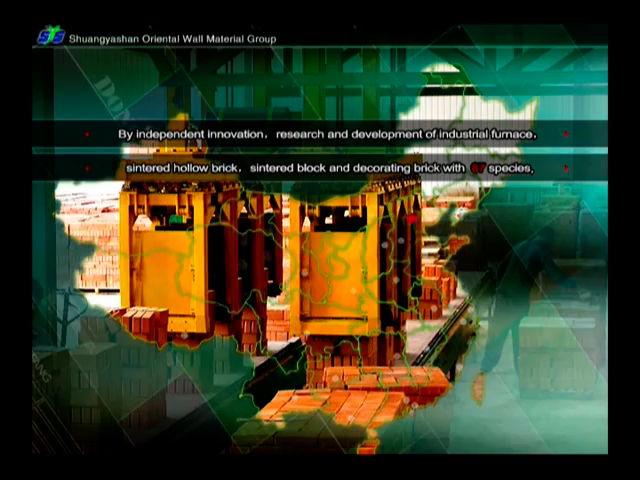 Shuangyashan Oriental Wall Material Group
By independent innovation, research and development of industrial furnace,
sintered hollow brick, sintered block and decorating brick with 67 species,